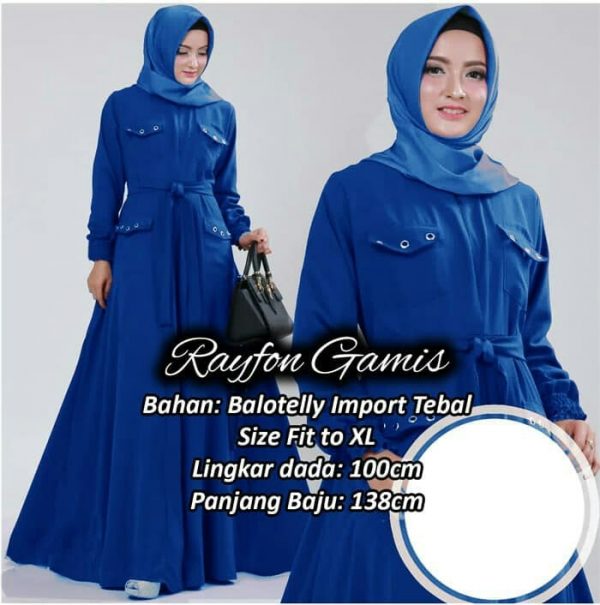 Rayfon Gamis
Bahan: Balotelly Import Tebal
Size Fit to XL
Lingkar dada: 100cm
Panjang Baju: 138cm